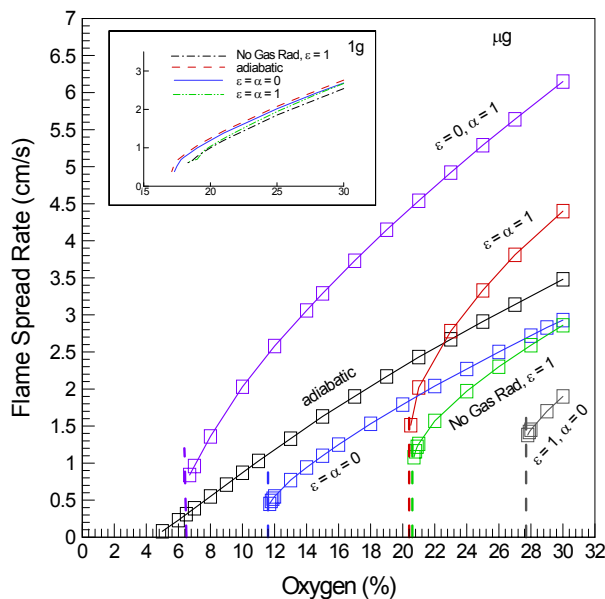 7
6.5
6
5.5
5
4.5
4
3.5
3
2.5
2
1.5
1
0.5
0
Flame Spread Rate (cm/s)
0 2 4 6 8 10 12 14 16 18 20 22 24 26 28 30 32
Oxygen (%)
μg
1g
No Gas Rad, ε = 1
adiabatic
ε = α = 0
ε = α = 1
3
2
1
0
15 20 25 30
ε = 0, α = 1
ε = α = 1
adiabatic
ε = α = 0
No Gas Rad, ε = 1
ε = 1, α = 0